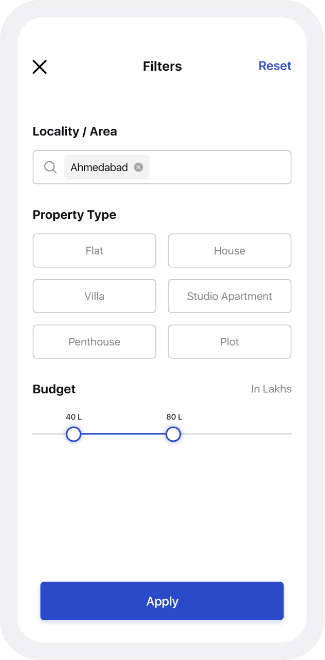 Filters Reset
Locality / Area
Ahmedabad
Property Type
Flat House
Villa Studio Apartment
Penthouse Plot
Budget In Lakhs
40 L 80 L
Apply